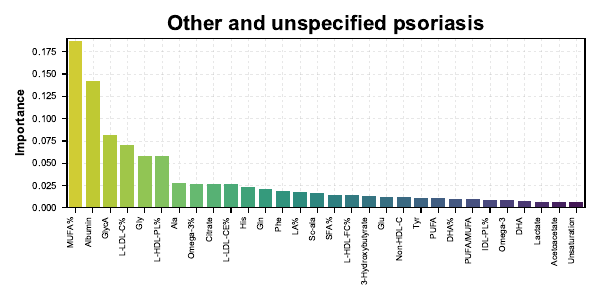 Other and unspecified psoriasis
Importance
0.175
0.150
0.125
0.100
0.075
0.050
0.025
0.000
MUFA%
Albumin
GlycA
L-LDL-C%
Gly
L-HDL-PL%
Ala
Omega-3%
Citrate
L-LDL-CE%
His
Gln
Phe
LA%
So-ala
SFA%
L-HDL-FC%
3-Hydroxybutyrate
Glu
Non-HDL-C
Tyr
PUFA
DHA%
PUFA/MUFA
IDL-PL%
Omega-3
DHA
Lactate
Acetoacetate
Unsaturation